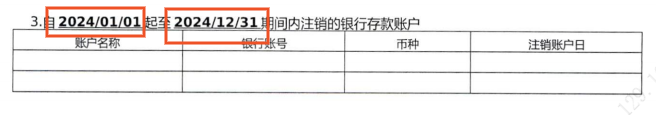 3.自 2024/01/01 起至 2024/12/31 期间内注销的银行存款账户
账户名称 银行账号 币种 注销账户日